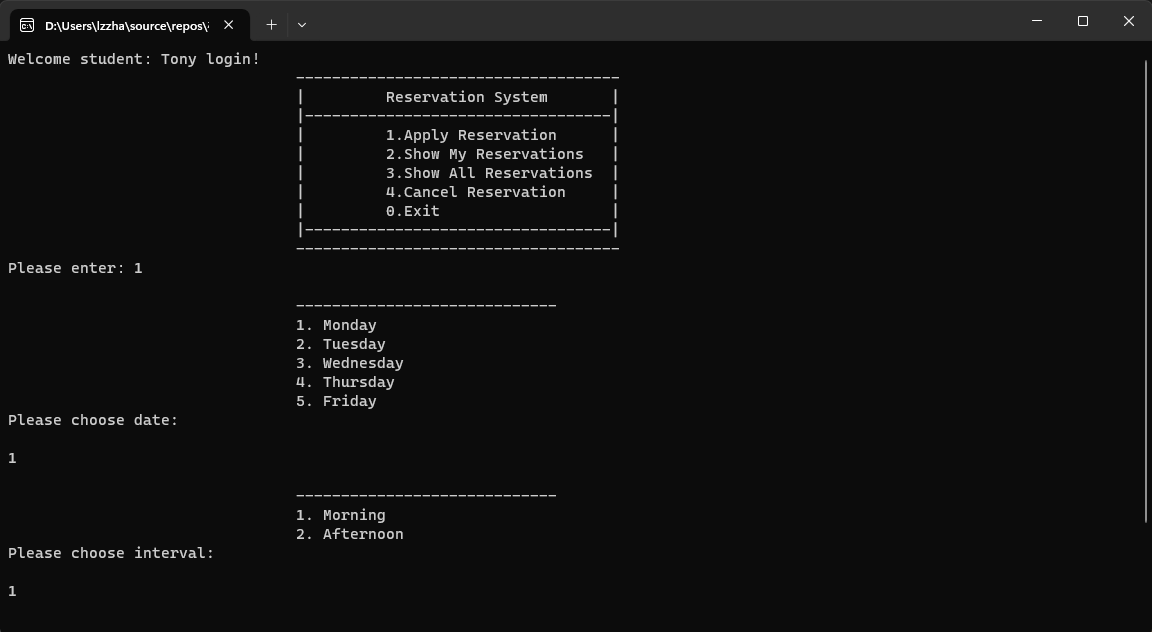 D:\Users\lzzha\source\repos\
Welcome student: Tony login!
------------------------------------
|         Reservation System       |
|----------------------------------|
|         1.Apply Reservation      |
|         2.Show My Reservations   |
|         3.Show All Reservations  |
|         4.Cancel Reservation     |
|         0.Exit                   |
|----------------------------------|
------------------------------------
Please enter: 1
-----------------------------
1. Monday
2. Tuesday
3. Wednesday
4. Thursday
5. Friday
Please choose date:
1
-----------------------------
1. Morning
2. Afternoon
Please choose interval:
1